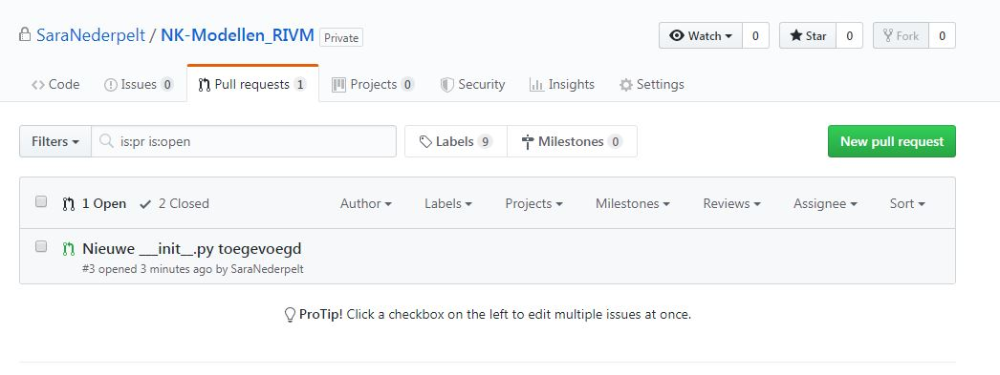 SaraNederpelt / NK-Modellen_RIVM Private Watch 0 Star 0 Fork 0
Code Issues 0 Pull requests 1 Projects 0 Security Insights Settings
Filters is:pr is:open Labels 9 Milestones 0 New pull request
1 Open 2 Closed Author Labels Projects Milestones Reviews Assignee Sort
Nieuwe ___init__.py toegevoegd
#3 opened 3 minutes ago by SaraNederpelt
ProTip! Click a checkbox on the left to edit multiple issues at once.